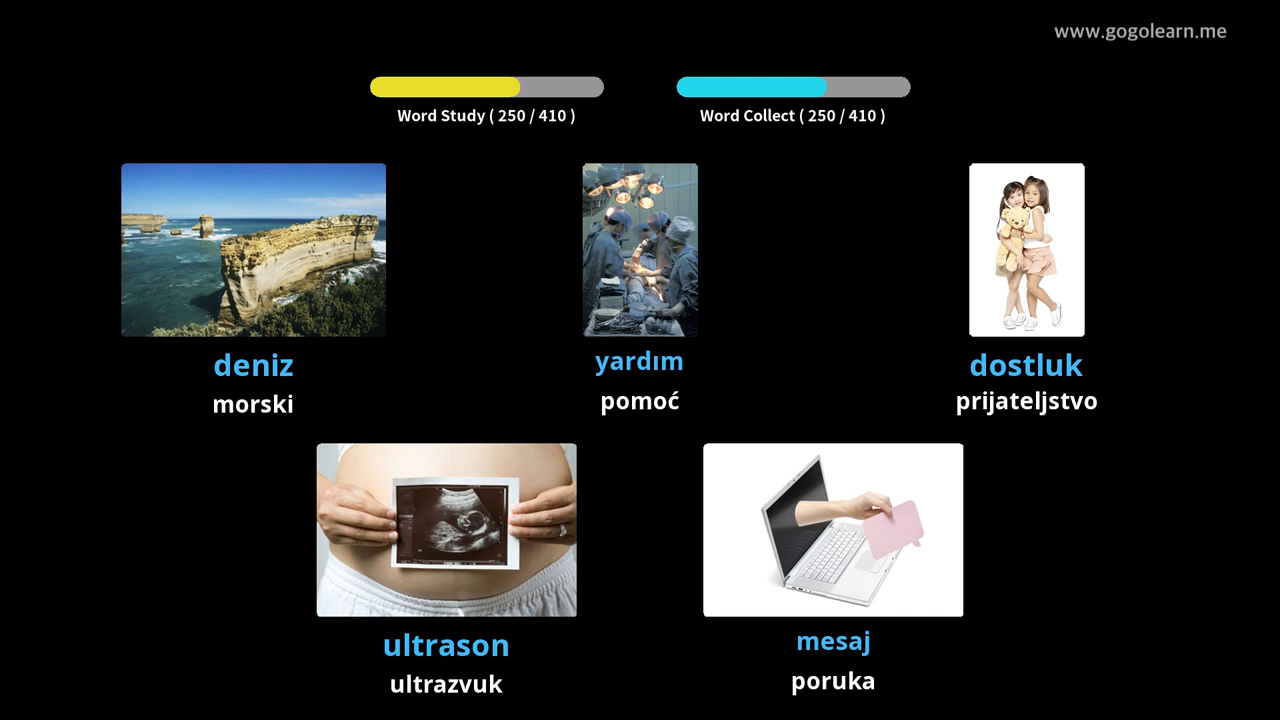 www.gogolearn.me
Word Study ( 250 / 410 )
Word Collect ( 250 / 410 )
deniz
morski
yardım
pomoć
dostluk
prijateljstvo
ultrason
ultrazvuk
mesaj
poruka